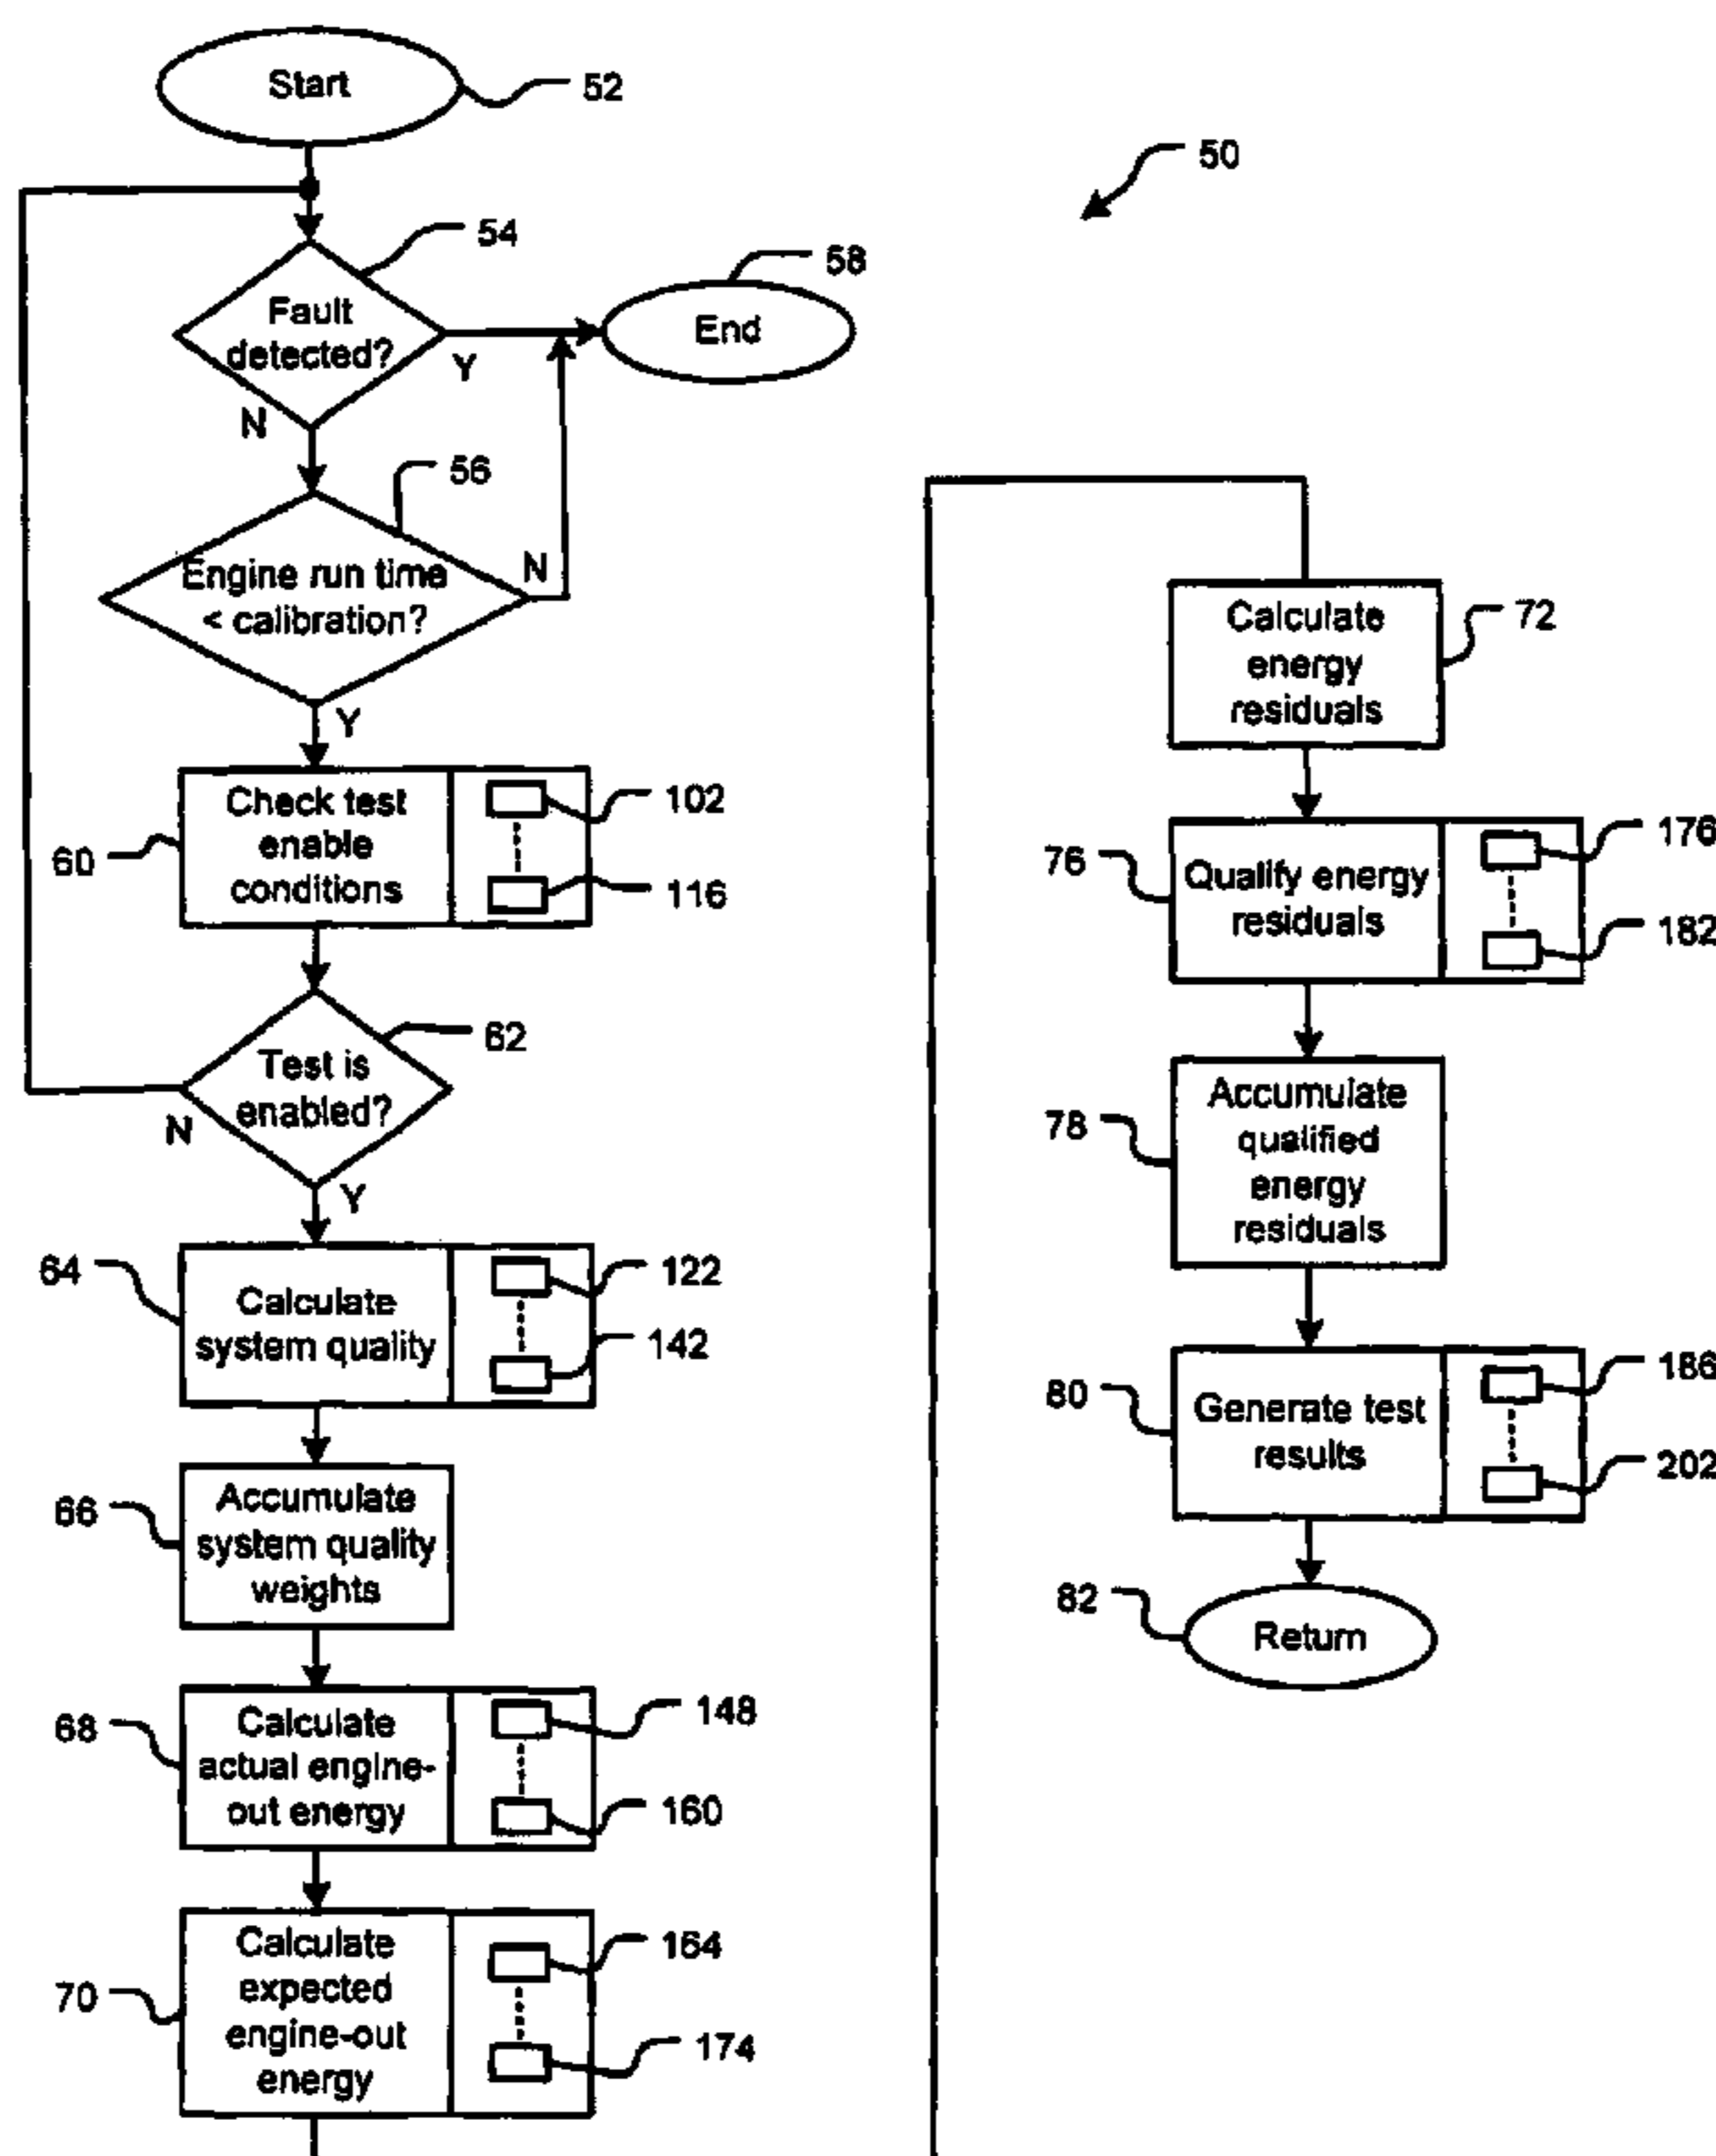 Start
52
50
54
Fault
detected?
Y
N
58
End
56
Engine run time
< calibration?
N
Y
60
Check test
enable
conditions
102
116
62
Test is
enabled?
N
Y
64
Calculate
system quality
122
142
66
Accumulate
system quality
weights
68
Calculate
actual engine-
out energy
148
160
70
Calculate
expected
engine-out
energy
164
174
Calculate
energy
residuals
72
76
Qualify energy
residuals
176
182
78
Accumulate
qualified
energy
residuals
80
Generate test
results
186
202
82
Return